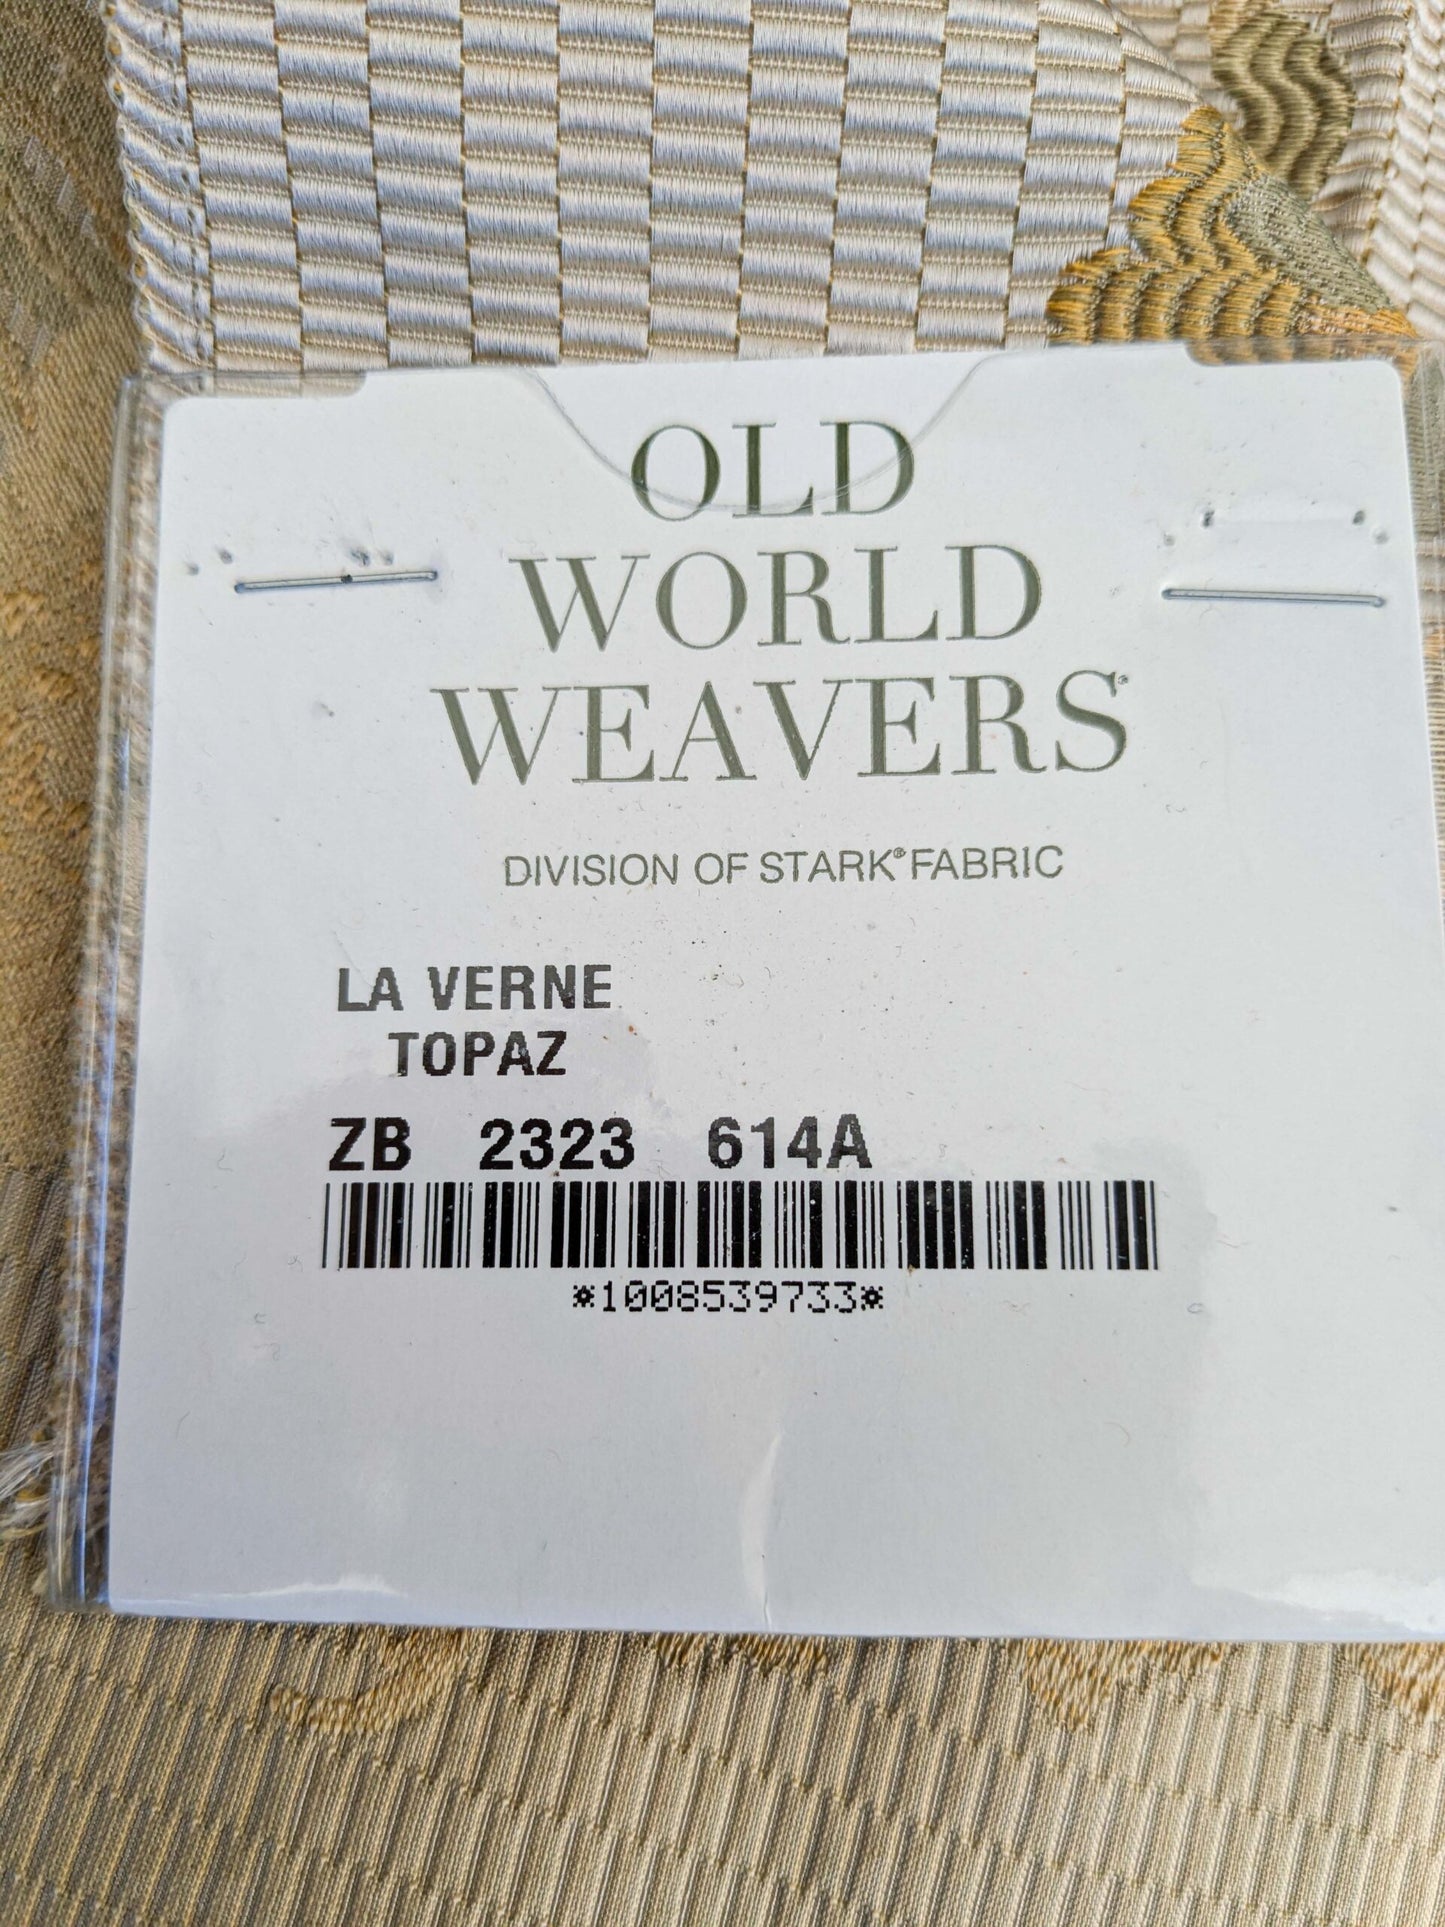 OLD
WORLD
WEAVERS®
DIVISION OF STARK® FABRIC
LA VERNE
TOPAZ
ZB 2323 614A
*1008539733*